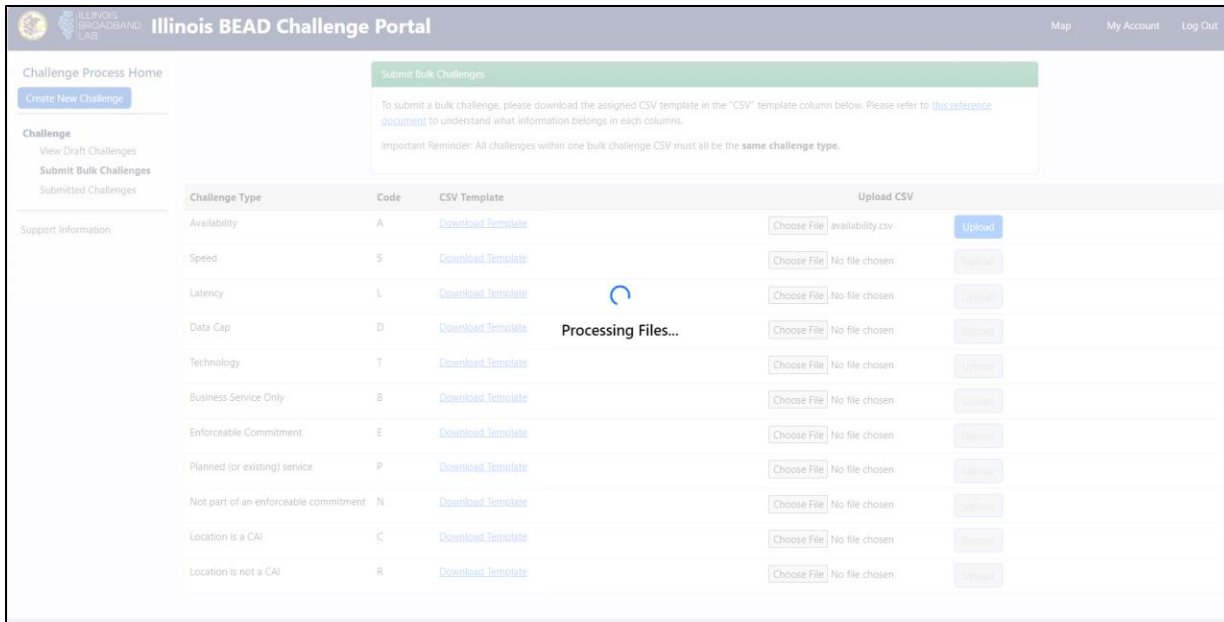 ILLINOIS
BROADBAND
LAB
Illinois BEAD Challenge Portal
Map My Account Log Out
Challenge Process Home
Create New Challenge
Challenge
View Draft Challenges
Submit Bulk Challenges
Submitted Challenges
Support Information
Submit Bulk Challenges
To submit a bulk challenge, please download the assigned CSV template in the "CSV" template column below. Please refer to this reference
document to understand what information belongs in each columns.
Important Reminder: All challenges within one bulk challenge CSV must all be the same challenge type.
Challenge Type Code CSV Template Upload CSV
Availability A Download Template Choose File availability.csv Upload
Speed S Download Template Choose File No file chosen Upload
Latency L Download Template Choose File No file chosen Upload
Data Cap D Download Template Choose File No file chosen Upload
Technology T Download Template Choose File No file chosen Upload
Business Service Only B Download Template Choose File No file chosen Upload
Enforceable Commitment E Download Template Choose File No file chosen Upload
Planned (or existing) service P Download Template Choose File No file chosen Upload
Not part of an enforceable commitment N Download Template Choose File No file chosen Upload
Location is a CAI C Download Template Choose File No file chosen Upload
Location is not a CAI R Download Template Choose File No file chosen Upload
Processing Files...